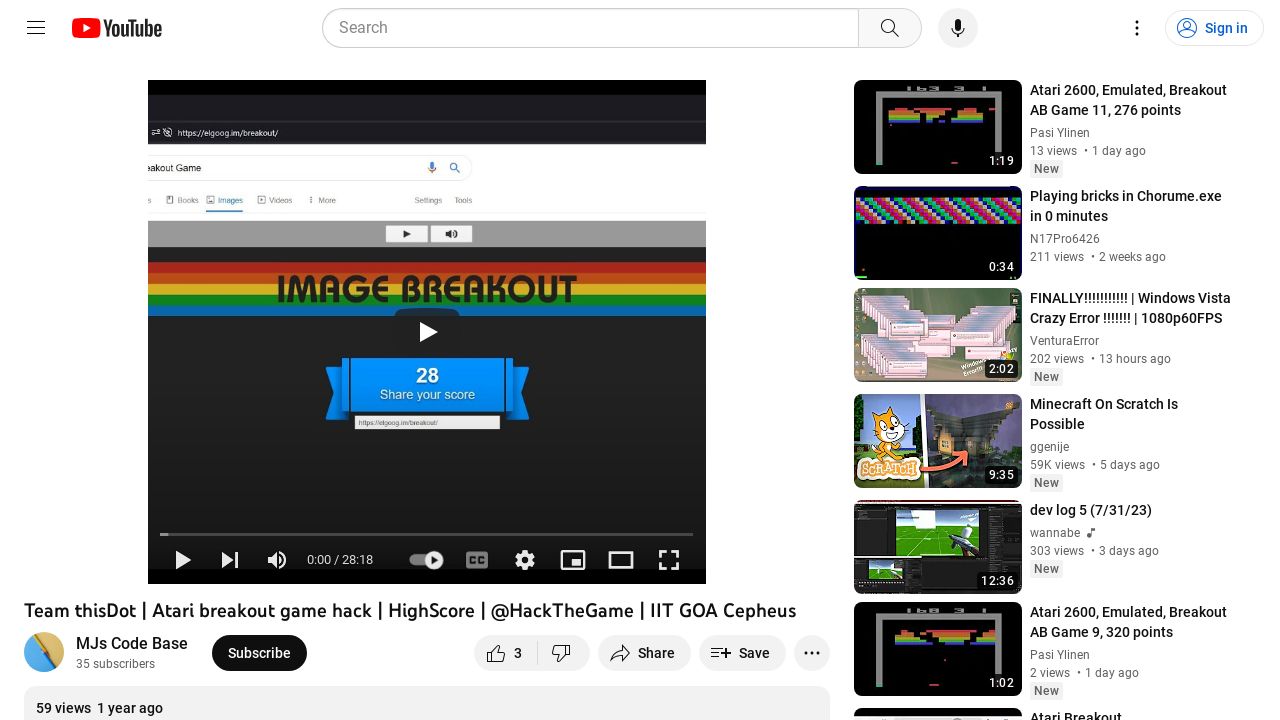 YouTube
Search
Sign in
https://elgoog.im/breakout/
eakout Game
s
Books
Images
Videos
More
Settings
Tools
IMAGE BREAKOUT
28
Share your score
https://elgoog.im/breakout/
0:00 / 28:18
CC
Team thisDot | Atari breakout game hack | HighScore | @HackTheGame | IIT GOA Cepheus
MJs Code Base
35 subscribers
Subscribe
3
Share
Save
59 views 1 year ago
163 3 1
1:19
Atari 2600, Emulated, Breakout
AB Game 11, 276 points
Pasi Ylinen
13 views • 1 day ago
New
0:34
Playing bricks in Chorume.exe
in 0 minutes
N17Pro6426
211 views • 2 weeks ago
2:02
FINALLY!!!!!!!!!!! | Windows Vista
Crazy Error !!!!!!! | 1080p60FPS
VenturaError
202 views • 13 hours ago
New
SCRATCH
9:35
Minecraft On Scratch Is
Possible
ggenije
59K views • 5 days ago
New
12:36
dev log 5 (7/31/23)
wannabe
303 views • 3 days ago
New
168 3 1
1:02
Atari 2600, Emulated, Breakout
AB Game 9, 320 points
Pasi Ylinen
2 views • 1 day ago
New
Atari Breakout